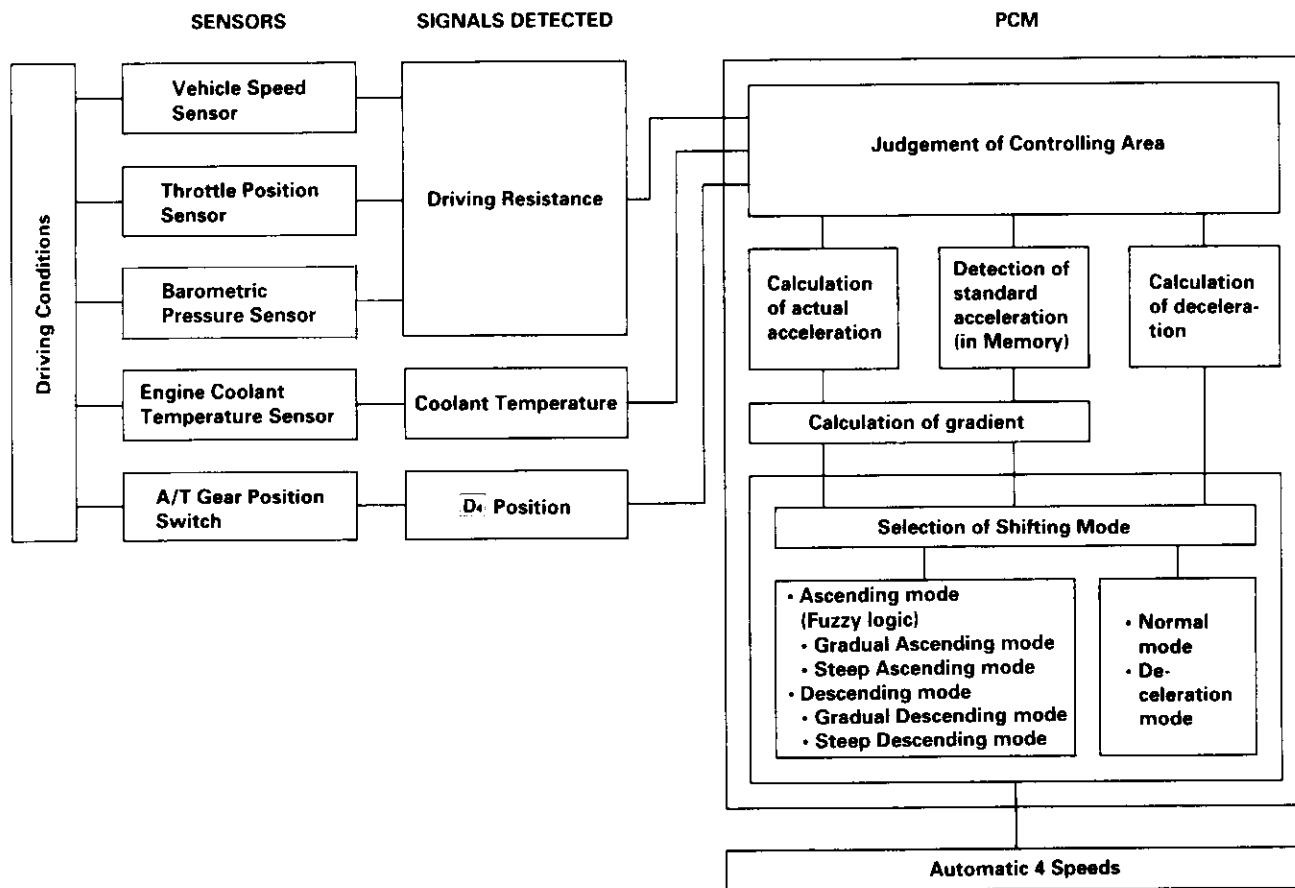 SENSORS
SIGNALS DETECTED
PCM
Driving Conditions
Vehicle Speed
Sensor
Throttle Position
Sensor
Barometric
Pressure Sensor
Engine Coolant
Temperature Sensor
A/T Gear Position
Switch
Driving Resistance
Coolant Temperature
D4 Position
Judgement of Controlling Area
Calculation
of actual
acceleration
Detection of
standard
acceleration
(in Memory)
Calculation
of decelera-
tion
Calculation of gradient
Selection of Shifting Mode
· Ascending mode
(Fuzzy logic)
· Gradual Ascending mode
· Steep Ascending mode
· Descending mode
· Gradual Descending mode
· Steep Descending mode
· Normal
mode
· De-
celeration
mode
Automatic 4 Speeds